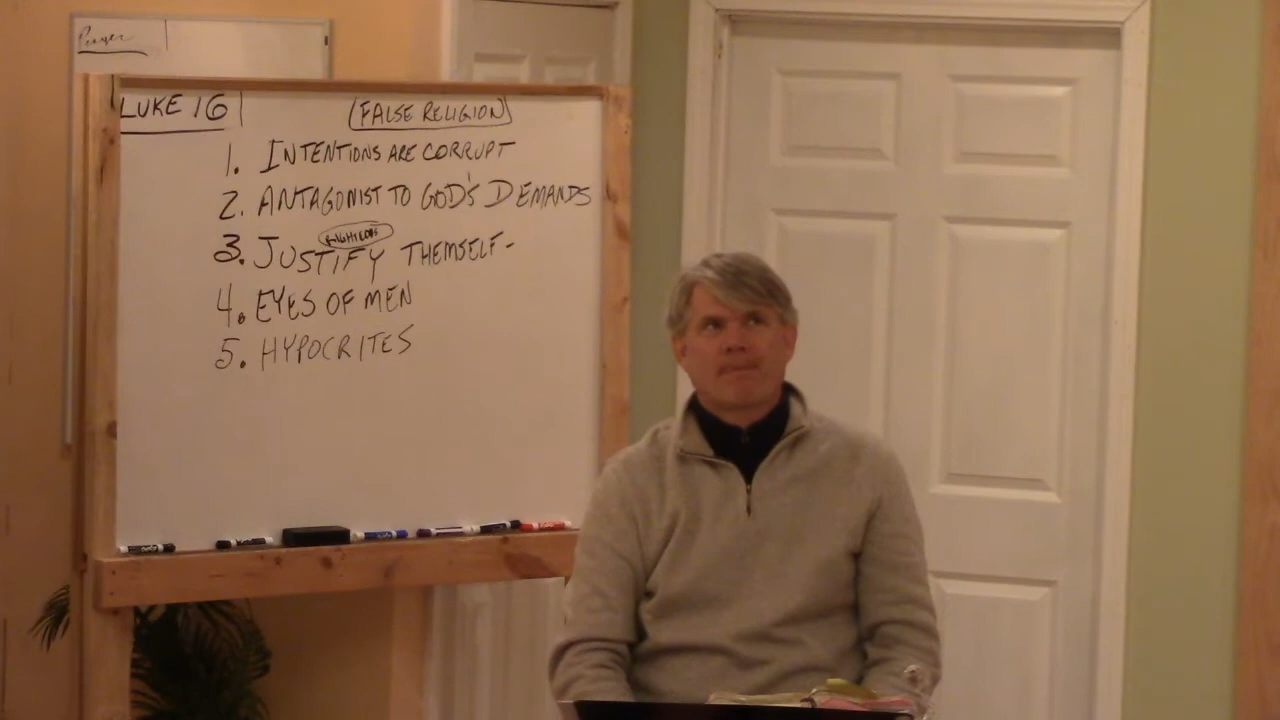 Prayer
LUKE 16
(FALSE RELIGION)
1. INTENTIONS ARE CORRUPT
2. ANTAGONIST TO GOD'S DEMANDS
RIGHTEOUS
3. JUSTIFY THEMSELF-
4. EYES OF MEN
5. HYPOCRITES